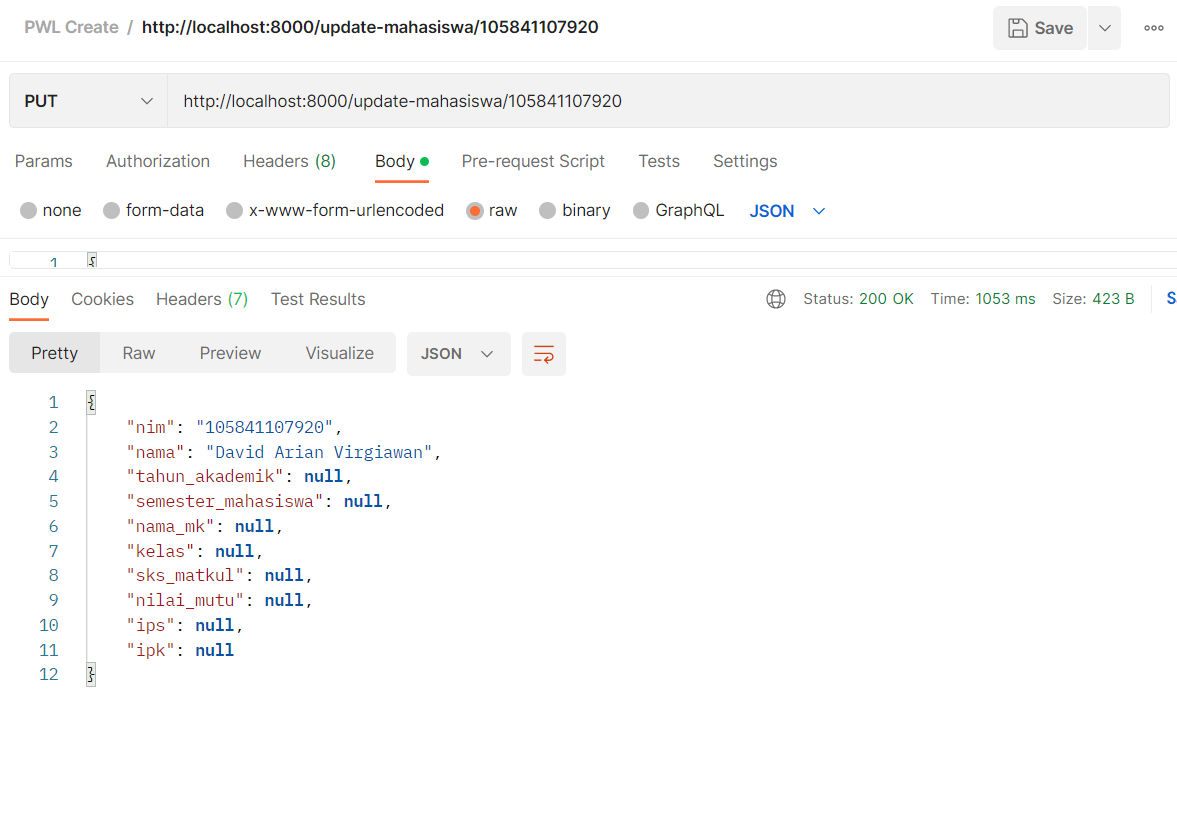 PWL Create / http://localhost:8000/update-mahasiswa/105841107920 Save
PUT http://localhost:8000/update-mahasiswa/105841107920
Params Authorization Headers (8) Body Pre-request Script Tests Settings
none form-data x-www-form-urlencoded raw binary GraphQL JSON
1 {
Body Cookies Headers (7) Test Results Status: 200 OK Time: 1053 ms Size: 423 B S
Pretty Raw Preview Visualize JSON
1 {
2 "nim": "105841107920",
3 "nama": "David Arian Virgiawan",
4 "tahun_akademik": null,
5 "semester_mahasiswa": null,
6 "nama_mk": null,
7 "kelas": null,
8 "sks_matkul": null,
9 "nilai_mutu": null,
10 "ips": null,
11 "ipk": null
12 }